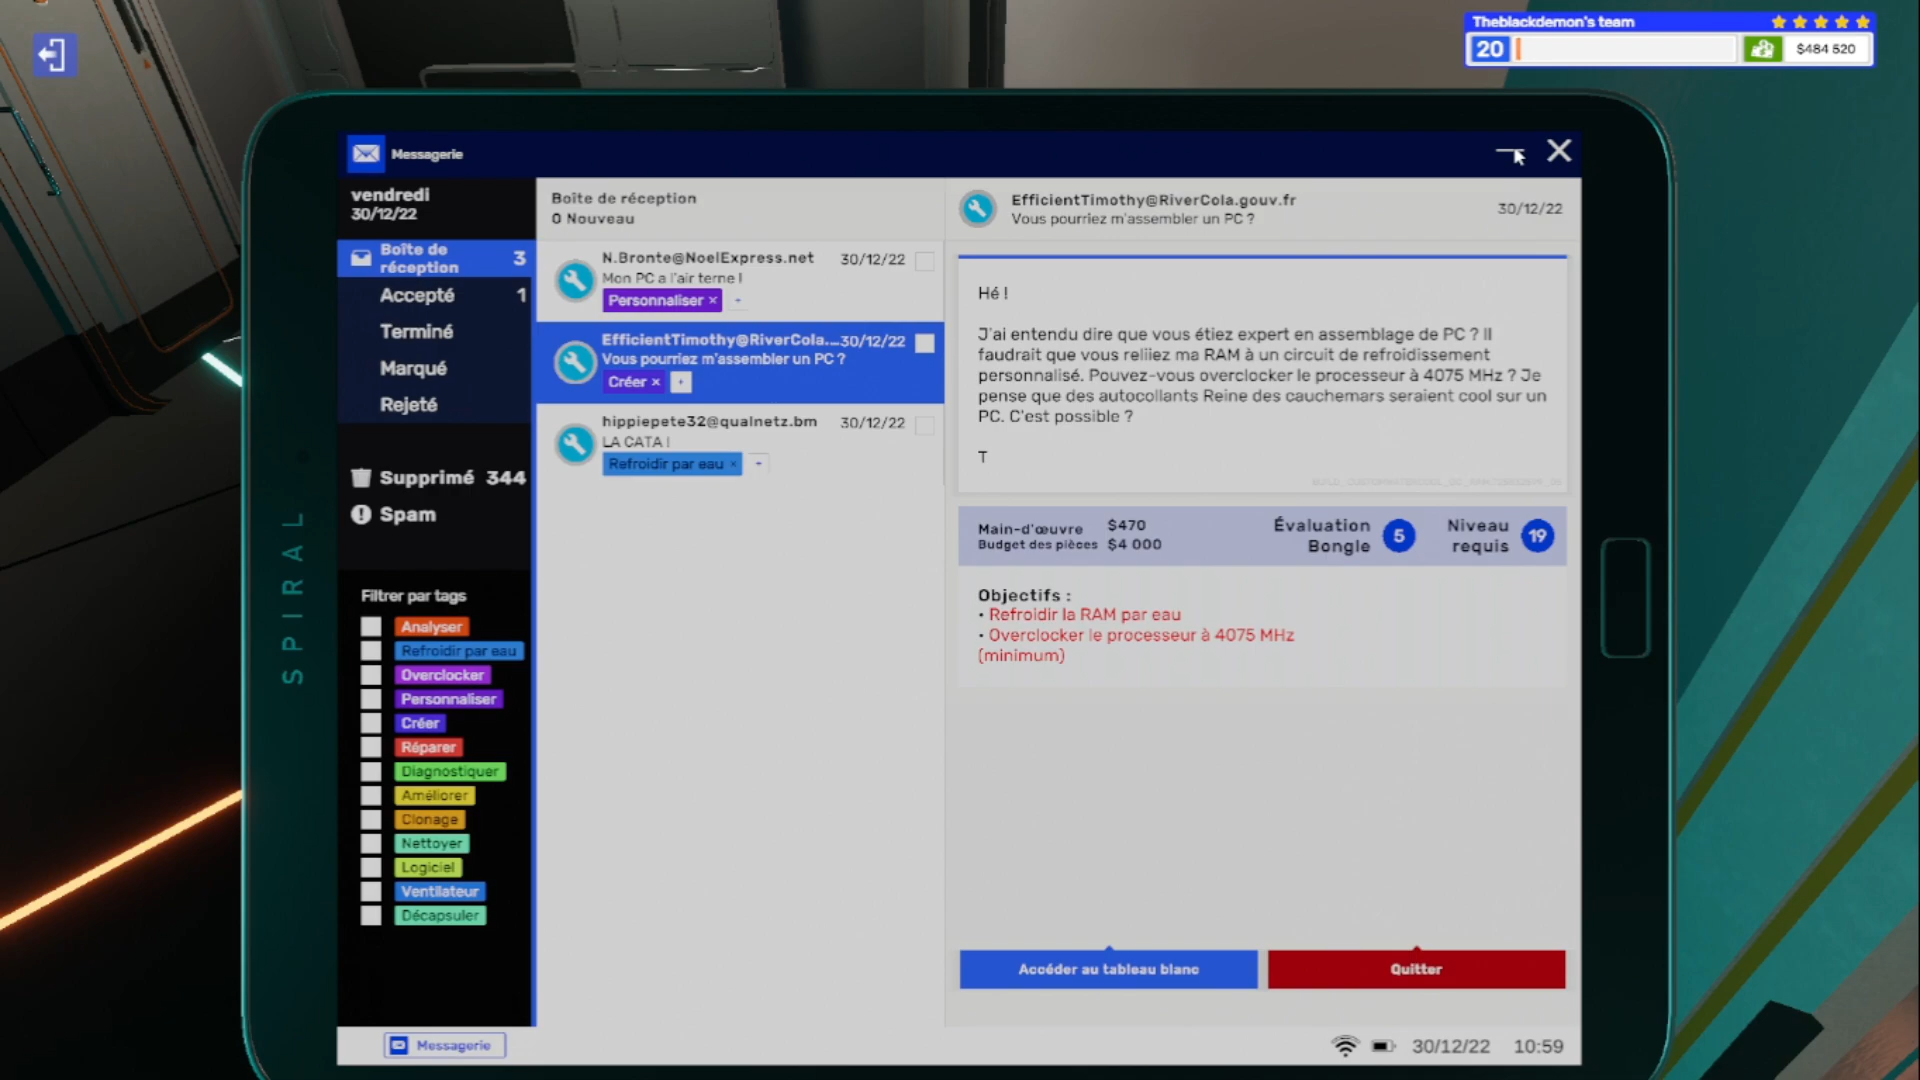 Theblackdemon's team
20
$484 520
Messagerie
vendredi
30/12/22
Boîte de
réception
3
Accepté 1
Terminé
Marqué
Rejeté
Supprimé 344
Spam
Filtrer par tags
Analyser
Refroidir par eau
Overclocker
Personnaliser
Créer
Réparer
Diagnostiquer
Améliorer
Clonage
Nettoyer
Logiciel
Ventilateur
Décapsuler
Boîte de réception
0 Nouveau
N.Bronte@NoelExpress.net 30/12/22
Mon PC a l'air terne !
Personnaliser × +
EfficientTimothy@RiverCola... 30/12/22
Vous pourriez m'assembler un PC ?
Créer × +
hippiepete32@qualnetz.bm 30/12/22
LA CATA !
Refroidir par eau × +
EfficientTimothy@RiverCola.gouv.fr
Vous pourriez m'assembler un PC ?
30/12/22
Hé !
J'ai entendu dire que vous étiez expert en assemblage de PC ? Il
faudrait que vous reliiez ma RAM à un circuit de refroidissement
personnalisé. Pouvez-vous overclocker le processeur à 4075 MHz ? Je
pense que des autocollants Reine des cauchemars seraient cool sur un
PC. C'est possible ?
T
Main-d'œuvre $470
Budget des pièces $4 000
Évaluation
Bongle
5
Niveau
requis
19
Objectifs :
• Refroidir la RAM par eau
• Overclocker le processeur à 4075 MHz
(minimum)
Accéder au tableau blanc
Quitter
Messagerie
30/12/22 10:59
SPIRAL